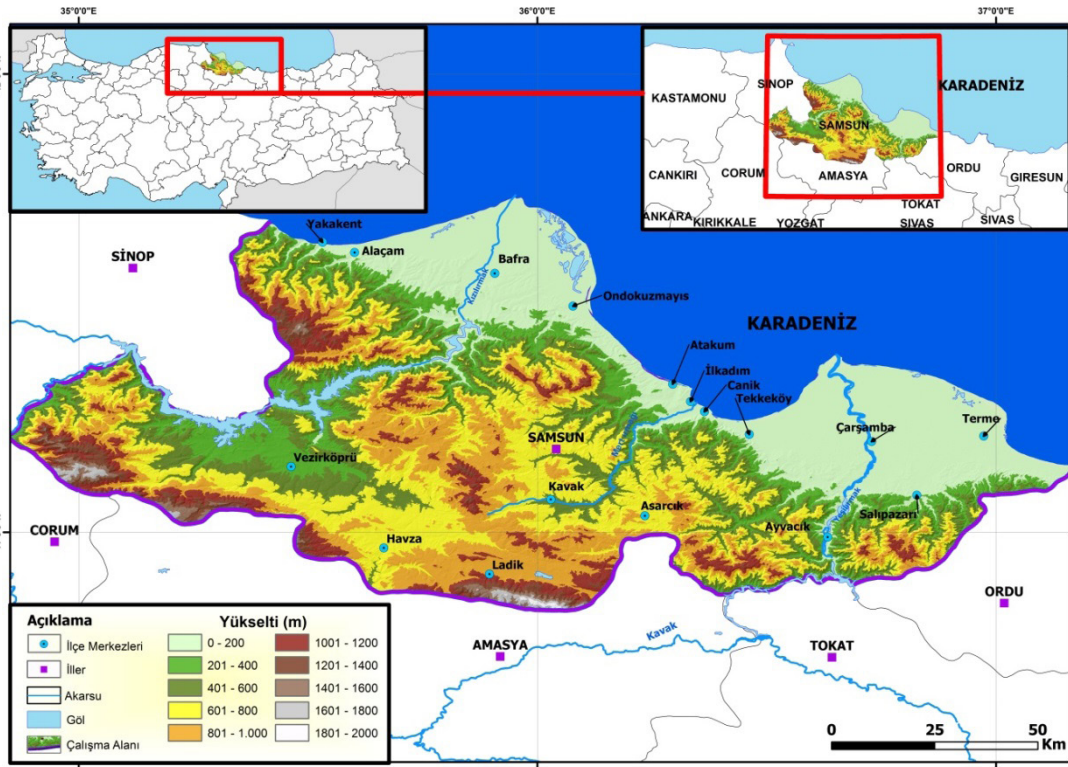 35°0'0"E
36°0'0"E
37°0'0"E
SİNOP
KARADENİZ
KASTAMONU
SAMSUN
CANKIRI
CORUM
AMASYA
ORDU
GIRESUN
TOKAT
ANKARA
KIRIKKALE
YOZGAT
SIVAS
SIVAS
Yakakent
Alaçam
Bafra
SİNOP
Kızılırmak
Ondokuzmayıs
KARADENİZ
Atakum
İlkadım
Canik
Tekkeköy
Çarşamba
Terme
SAMSUN
Vezirköprü
Kavak
Asarcık
Yeşilırmak
Salıpazarı
Ayvacık
CORUM
Havza
Ladik
ORDU
AMASYA
Kavak
TOKAT
Açıklama
İlçe Merkezleri
İller
Akarsu
Göl
Çalışma Alanı
Yükselti (m)
0 - 200
201 - 400
401 - 600
601 - 800
801 - 1.000
1001 - 1200
1201 - 1400
1401 - 1600
1601 - 1800
1801 - 2000
0 25 50
Km